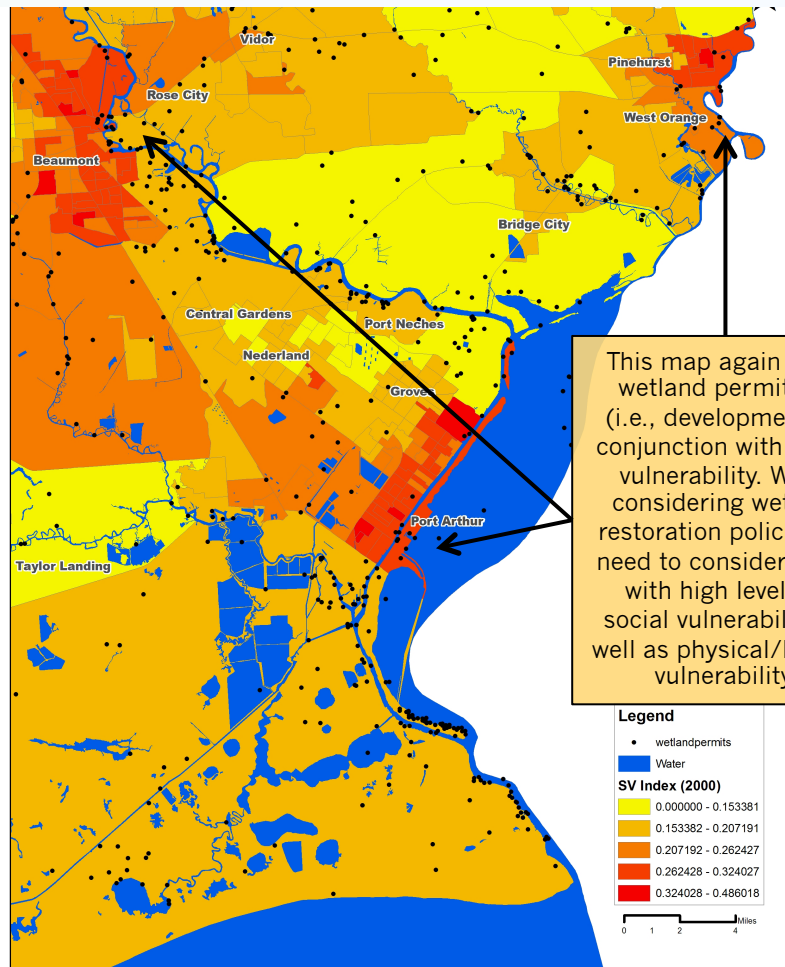 Vidor
Pinehurst
Rose City
West Orange
Beaumont
Bridge City
Central Gardens
Port Neches
Nederland
Groves
Port Arthur
Taylor Landing
This map again
wetland permit
(i.e., developme
conjunction with
vulnerability. W
considering wet
restoration polic
need to consider
with high level
social vulnerabil
well as physical/
vulnerability
Legend
wetlandpermits
Water
SV Index (2000)
0.000000 - 0.153381
0.153382 - 0.207191
0.207192 - 0.262427
0.262428 - 0.324027
0.324028 - 0.486018
Miles
0 1 2 4